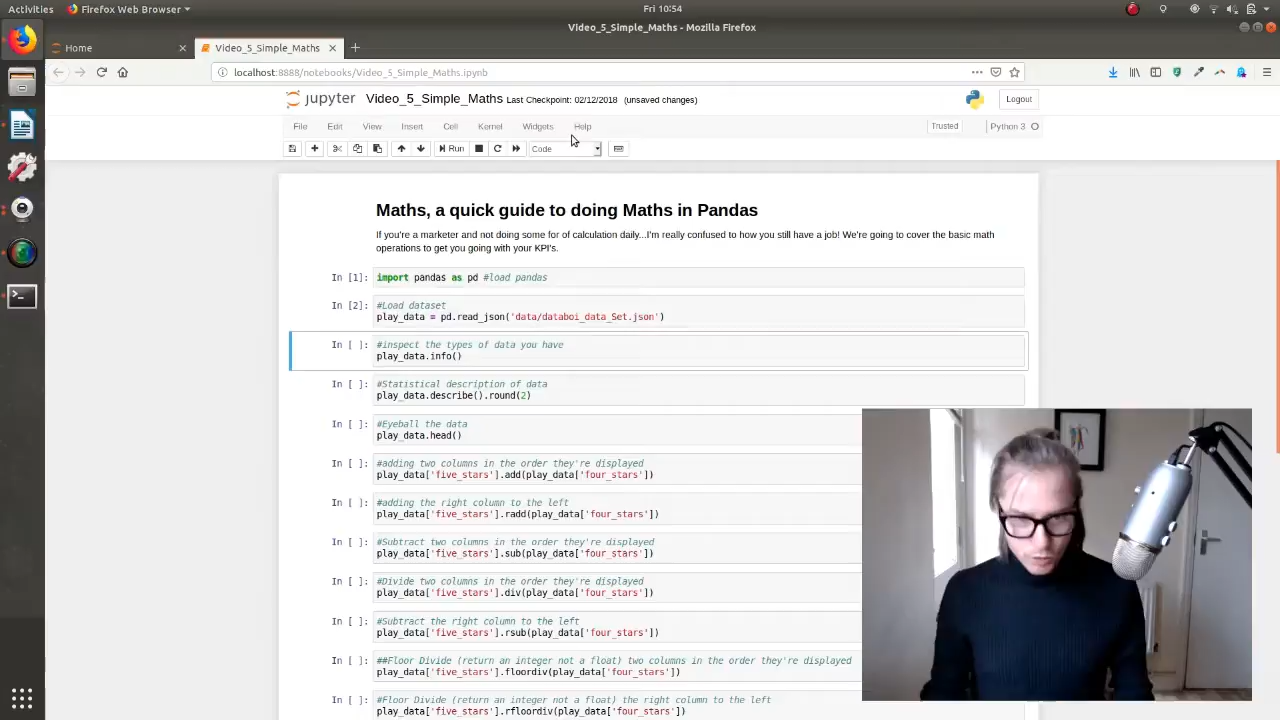 Activities Firefox Web Browser Fri 10:54
Video_5_Simple_Maths - Mozilla Firefox
Home Video_5_Simple_Maths
localhost:8888/notebooks/Video_5_Simple_Maths.ipynb
jupyter Video_5_Simple_Maths Last Checkpoint: 02/12/2018 (unsaved changes) Logout
File Edit View Insert Cell Kernel Widgets Help Trusted Python 3
Run Code
Maths, a quick guide to doing Maths in Pandas
If you're a marketer and not doing some for of calculation daily...I'm really confused to how you still have a job! We're going to cover the basic math
operations to get you going with your KPI's.
In [1]: import pandas as pd #load pandas
In [2]: #Load dataset
play_data = pd.read_json('data/databoi_data_Set.json')
In [ ]: #inspect the types of data you have
play_data.info()
In [ ]: #Statistical description of data
play_data.describe().round(2)
In [ ]: #Eyeball the data
play_data.head()
In [ ]: #adding two columns in the order they're displayed
play_data['five_stars'].add(play_data['four_stars'])
In [ ]: #adding the right column to the left
play_data['five_stars'].radd(play_data['four_stars'])
In [ ]: #Subtract two columns in the order they're displayed
play_data['five_stars'].sub(play_data['four_stars'])
In [ ]: #Divide two columns in the order they're displayed
play_data['five_stars'].div(play_data['four_stars'])
In [ ]: #Subtract the right column to the left
play_data['five_stars'].rsub(play_data['four_stars'])
In [ ]: ##Floor Divide (return an integer not a float) two columns in the order they're displayed
play_data['five_stars'].floordiv(play_data['four_stars'])
In [ ]: #Floor Divide (return an integer not a float) the right column to the left
play_data['five_stars'].rfloordiv(play_data['four_stars'])